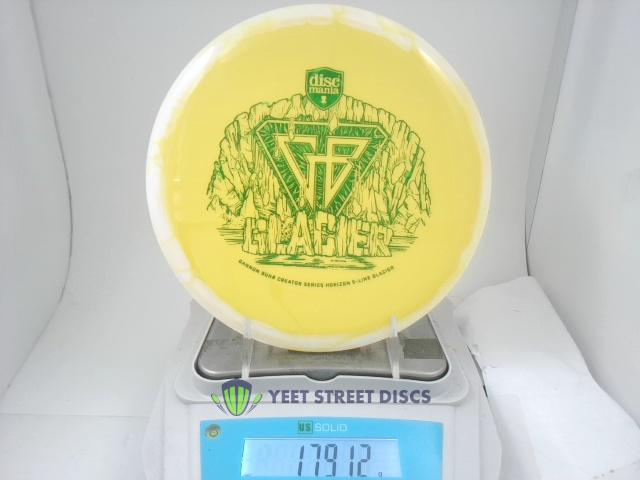 disc
mania
GB
GLACIER
GANNON BUHR CREATOR SERIES HORIZON S-LINE GLACIER
YEET STREET DISCS
US SOLID
179.12 g